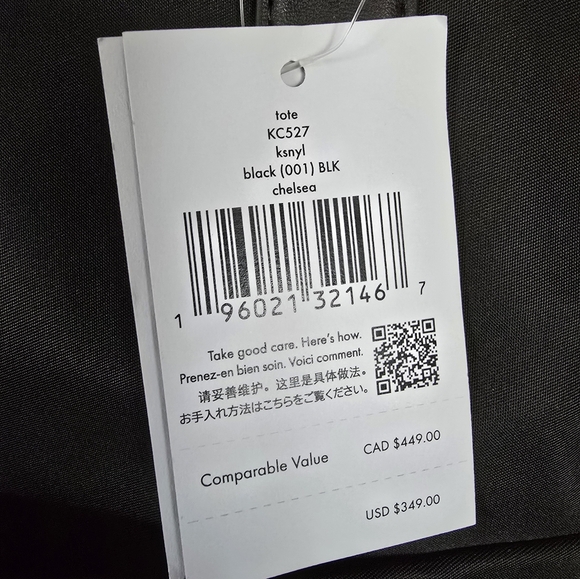 tote
KC527
ksnyl
black (001) BLK
chelsea
1 96021 32146 7
Take good care. Here's how.
Prenez-en bien soin. Voici comment.
请妥善维护。这里是具体做法。
お手入れ方法はこちらをご覧ください。
Comparable Value CAD $449.00
USD $349.00